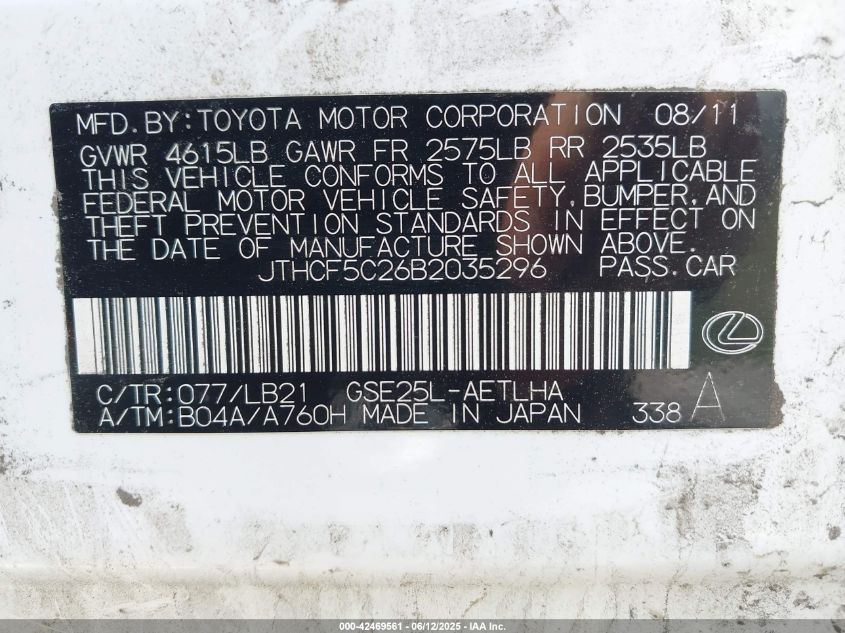 MFD. BY: TOYOTA MOTOR CORPORATION 08/11
GVWR 4615LB GAWR FR 2575LB RR 2535LB
THIS VEHICLE CONFORMS TO ALL APPLICABLE
FEDERAL MOTOR VEHICLE SAFETY, BUMPER, AND
THEFT PREVENTION STANDARDS IN EFFECT ON
THE DATE OF MANUFACTURE SHOWN ABOVE.
JTHCF5C26B2035296 PASS. CAR
C/TR: 077/LB21 GSE25L-AETLHA
A/TM: B04A/A760H MADE IN JAPAN 338 A
000-42469561 - 06/12/2025 - IAA Inc.